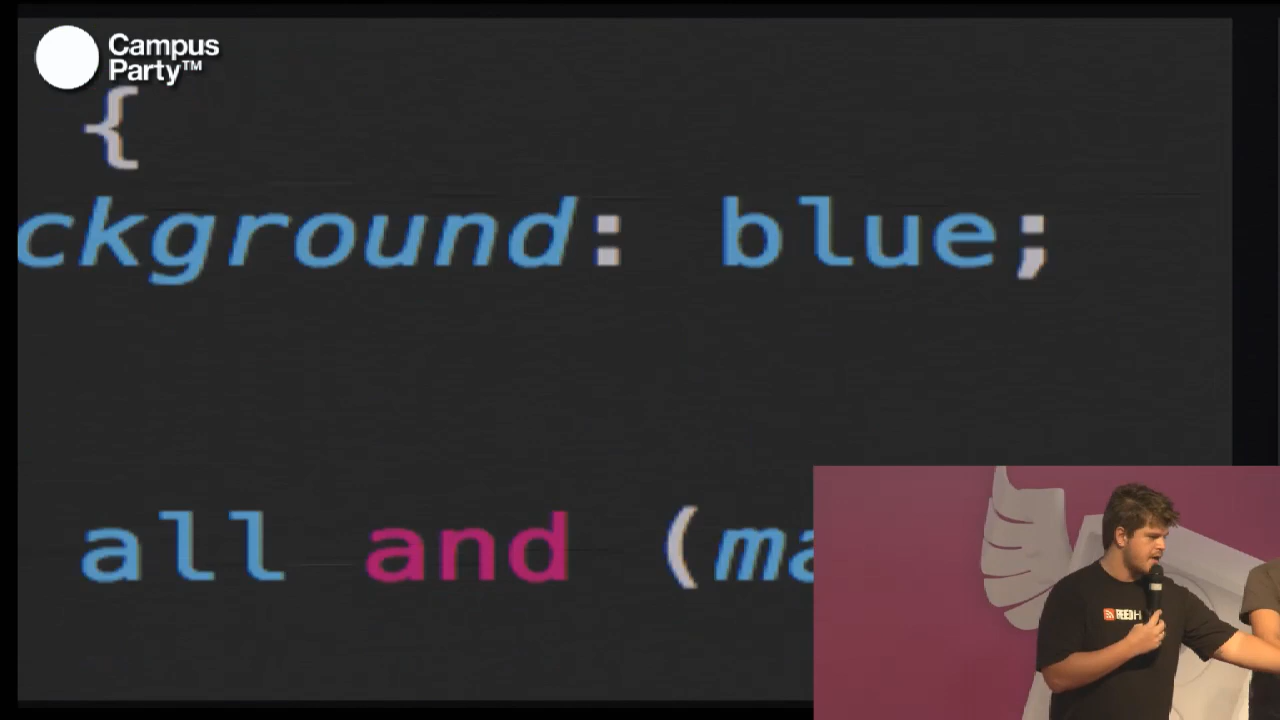 Campus
Party™
{
ckground: blue;
all and (ma